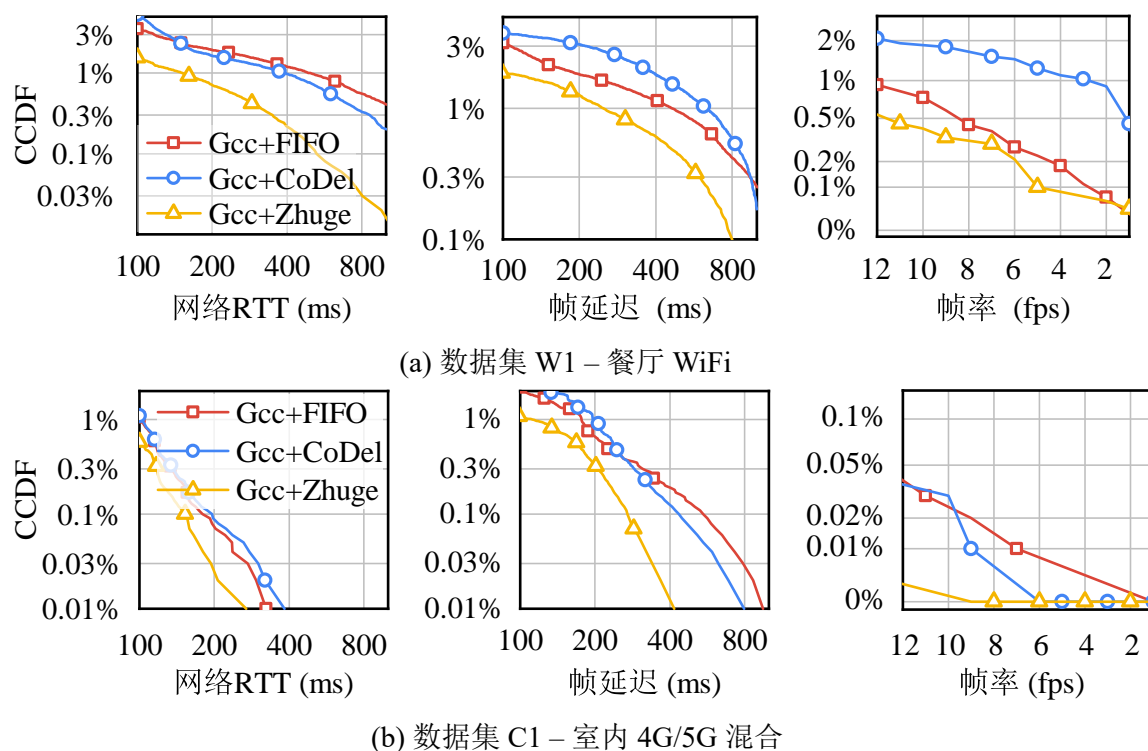 CCDF
3%
1%
0.3%
0.1%
0.03%
Gcc+FIFO
Gcc+CoDel
Gcc+Zhuge
100 200 400 800
网络RTT (ms)
3%
1%
0.3%
0.1%
100 200 400 800
帧延迟 (ms)
2%
1%
0.5%
0.2%
0.1%
0%
12 10 8 6 4 2
帧率 (fps)
(a) 数据集 W1 – 餐厅 WiFi
CCDF
1%
0.3%
0.1%
0.03%
0.01%
Gcc+FIFO
Gcc+CoDel
Gcc+Zhuge
100 200 400 800
网络RTT (ms)
1%
0.3%
0.1%
0.03%
0.01%
100 200 400 800
帧延迟 (ms)
0.1%
0.05%
0.02%
0.01%
0%
12 10 8 6 4 2
帧率 (fps)
(b) 数据集 C1 – 室内 4G/5G 混合